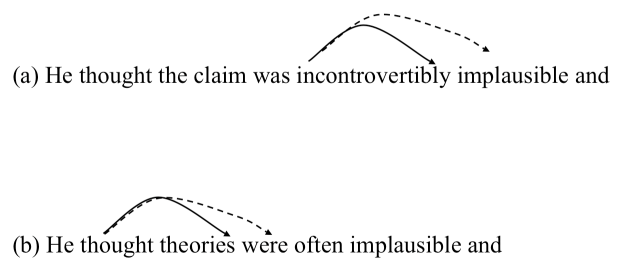 (a) He thought the claim was incontrovertibly implausible and
(b) He thought theories were often implausible and